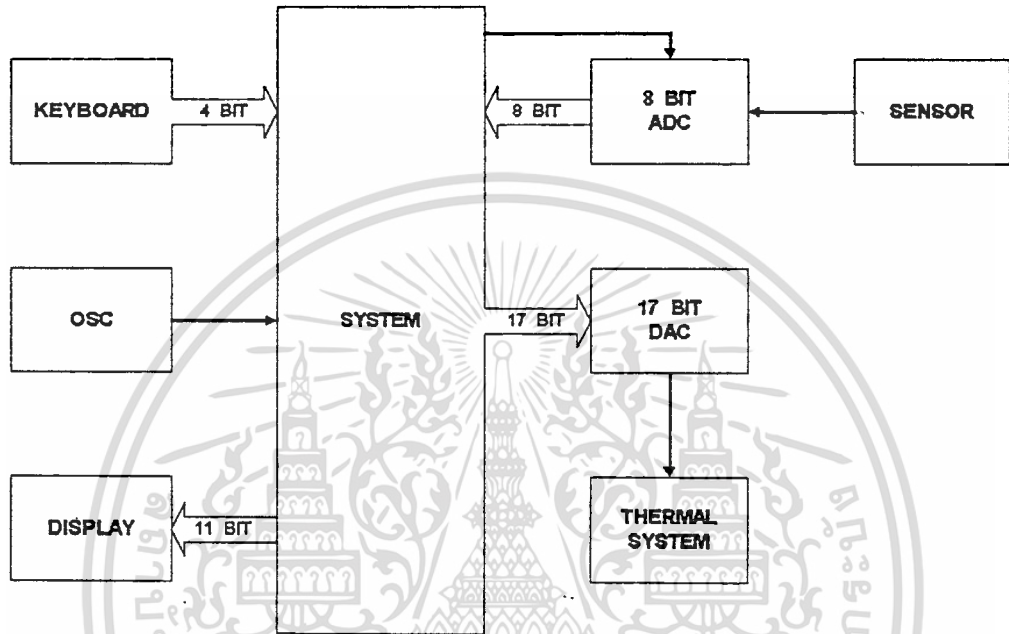 KEYBOARD
4 BIT
8 BIT
8 BIT
ADC
SENSOR
OSC
SYSTEM
17 BIT
17 BIT
DAC
DISPLAY
11 BIT
THERMAL
SYSTEM